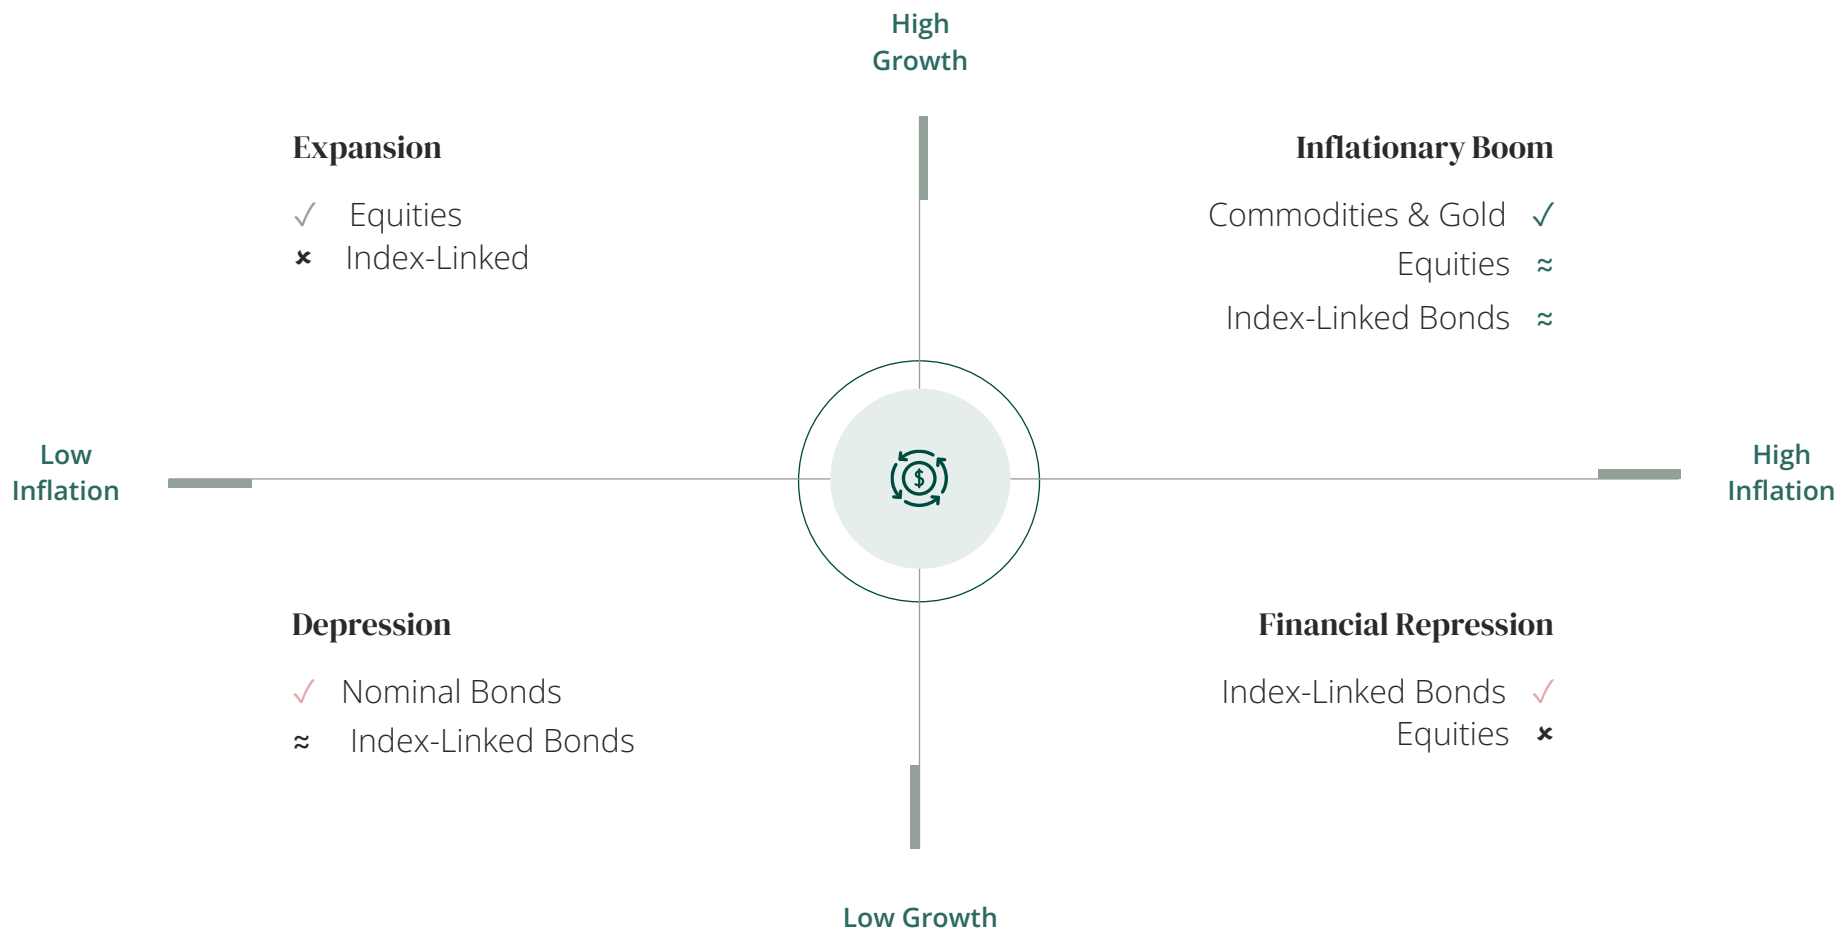 High
Growth
Expansion
✓ Equities
✘ Index-Linked
Inflationary Boom
Commodities & Gold ✓
Equities ≈
Index-Linked Bonds ≈
Low
Inflation
$
High
Inflation
Depression
✓ Nominal Bonds
≈ Index-Linked Bonds
Financial Repression
Index-Linked Bonds ✓
Equities ✘
Low Growth